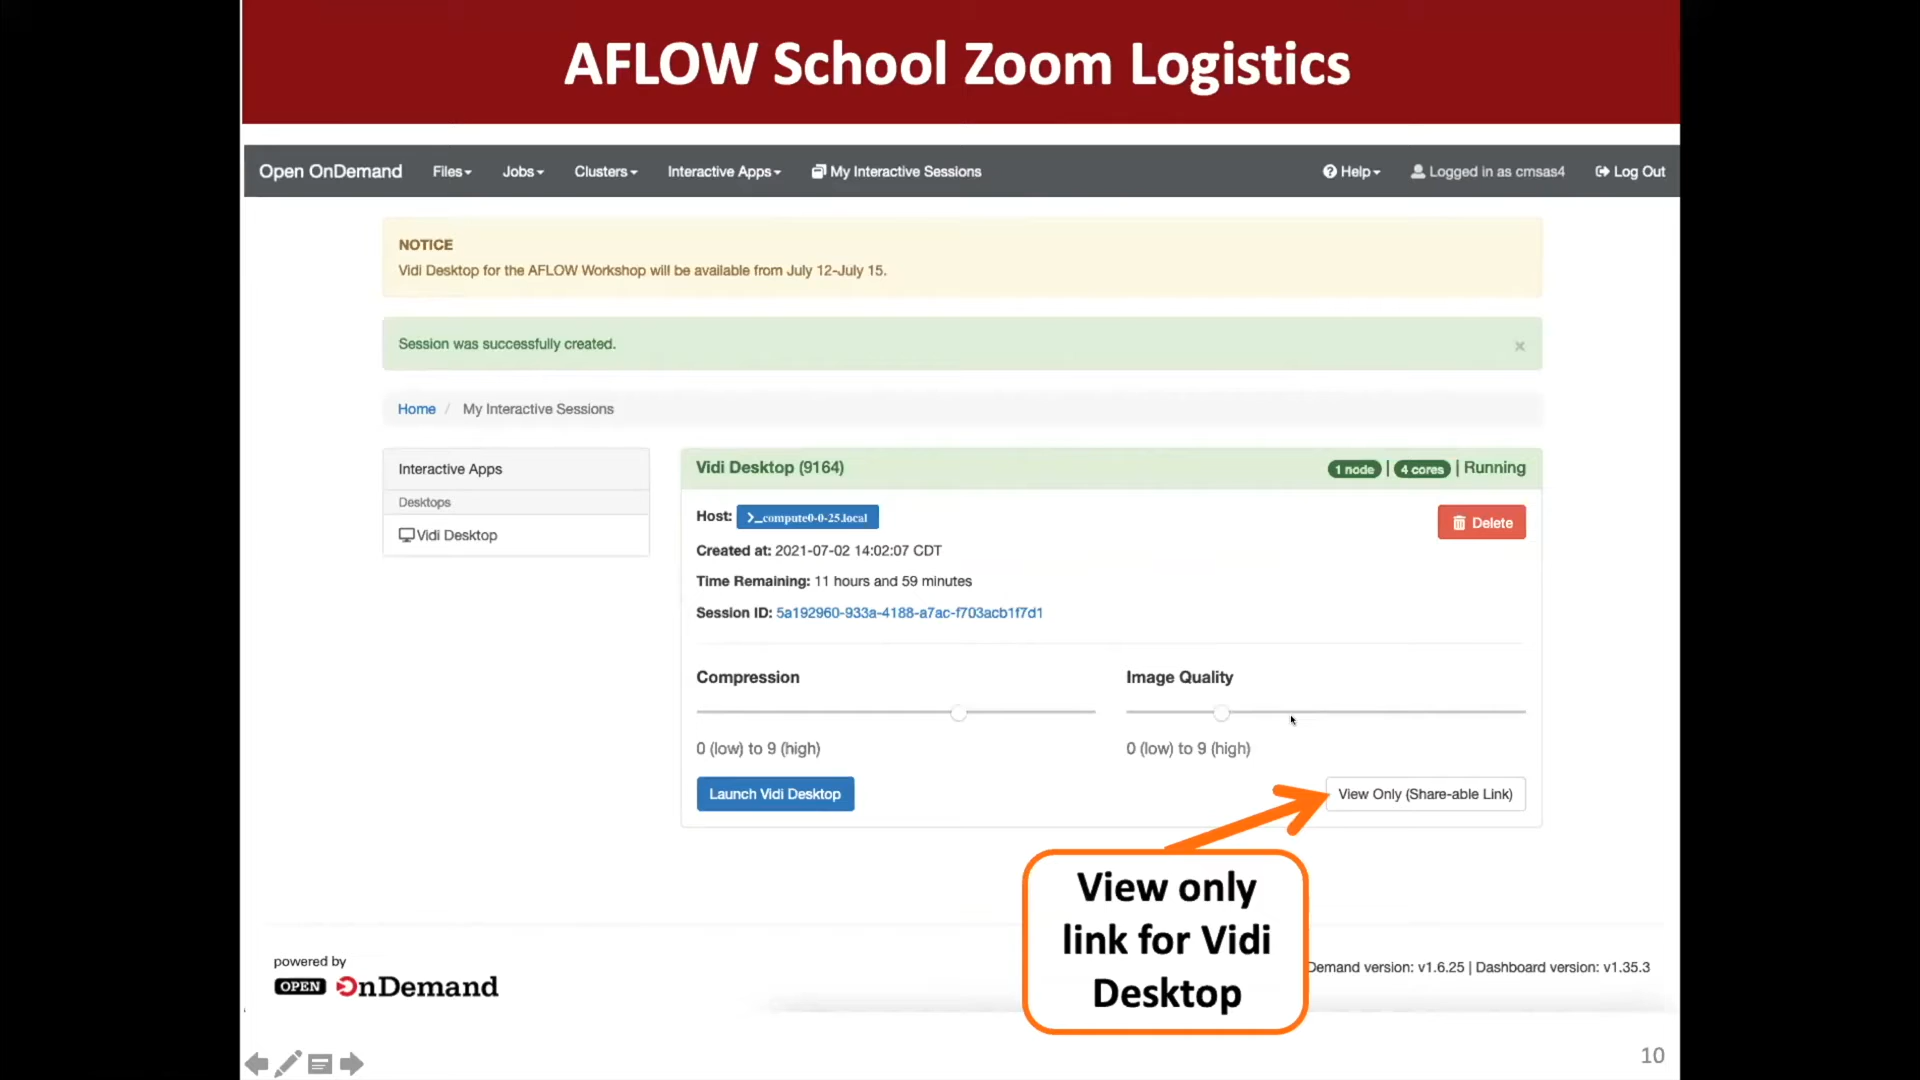 AFLOW School Zoom Logistics
Open OnDemand Files Jobs Clusters Interactive Apps My Interactive Sessions Help Logged in as cmsas4 Log Out
NOTICE
Vidi Desktop for the AFLOW Workshop will be available from July 12-July 15.
Session was successfully created. ×
Home / My Interactive Sessions
Interactive Apps
Desktops
Vidi Desktop
Vidi Desktop (9164) 1 node | 4 cores | Running
Host: >_compute0-0-25.local
Delete
Created at: 2021-07-02 14:02:07 CDT
Time Remaining: 11 hours and 59 minutes
Session ID: 5a192960-933a-4188-a7ac-f703acb1f7d1
Compression Image Quality
0 (low) to 9 (high) 0 (low) to 9 (high)
Launch Vidi Desktop View Only (Share-able Link)
View only
link for Vidi
Desktop
powered by
OPEN OnDemand
Demand version: v1.6.25 | Dashboard version: v1.35.3
10